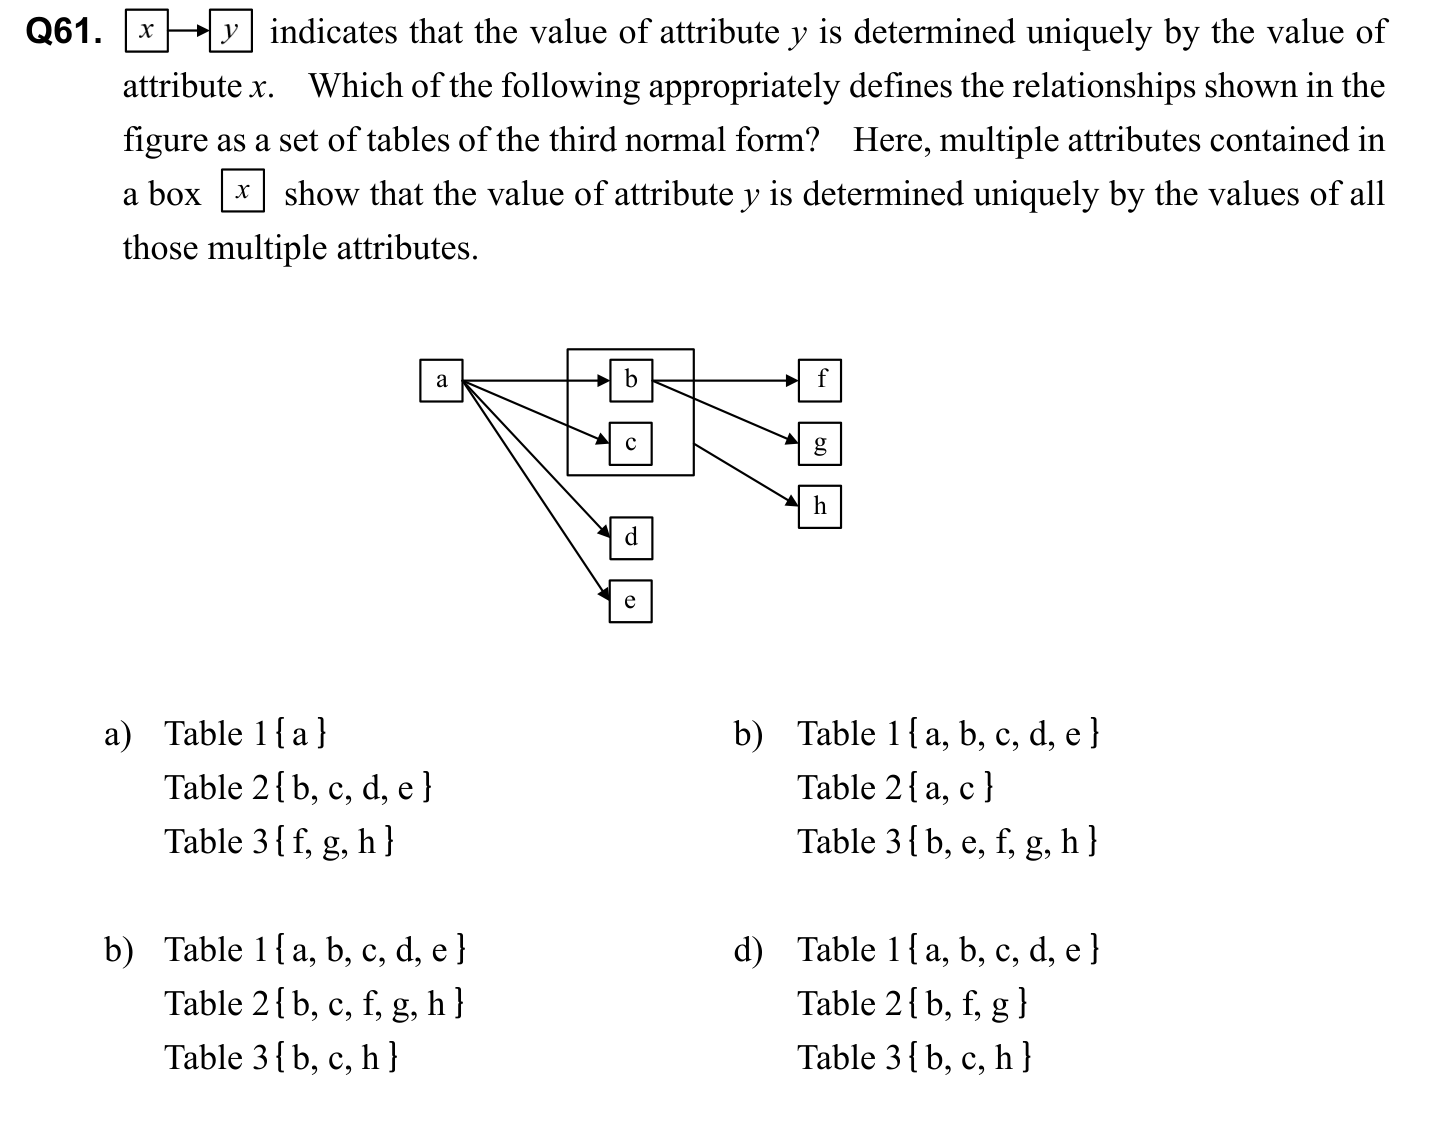 Q61. x y indicates that the value of attribute y is determined uniquely by the value of
attribute x. Which of the following appropriately defines the relationships shown in the
figure as a set of tables of the third normal form? Here, multiple attributes contained in
a box x show that the value of attribute y is determined uniquely by the values of all
those multiple attributes.
a b f
c g
h
d
e
a) Table 1 { a }
Table 2 { b, c, d, e }
Table 3 { f, g, h }
b) Table 1 { a, b, c, d, e }
Table 2 { a, c }
Table 3 { b, e, f, g, h }
b) Table 1 { a, b, c, d, e }
Table 2 { b, c, f, g, h }
Table 3 { b, c, h }
d) Table 1 { a, b, c, d, e }
Table 2 { b, f, g }
Table 3 { b, c, h }